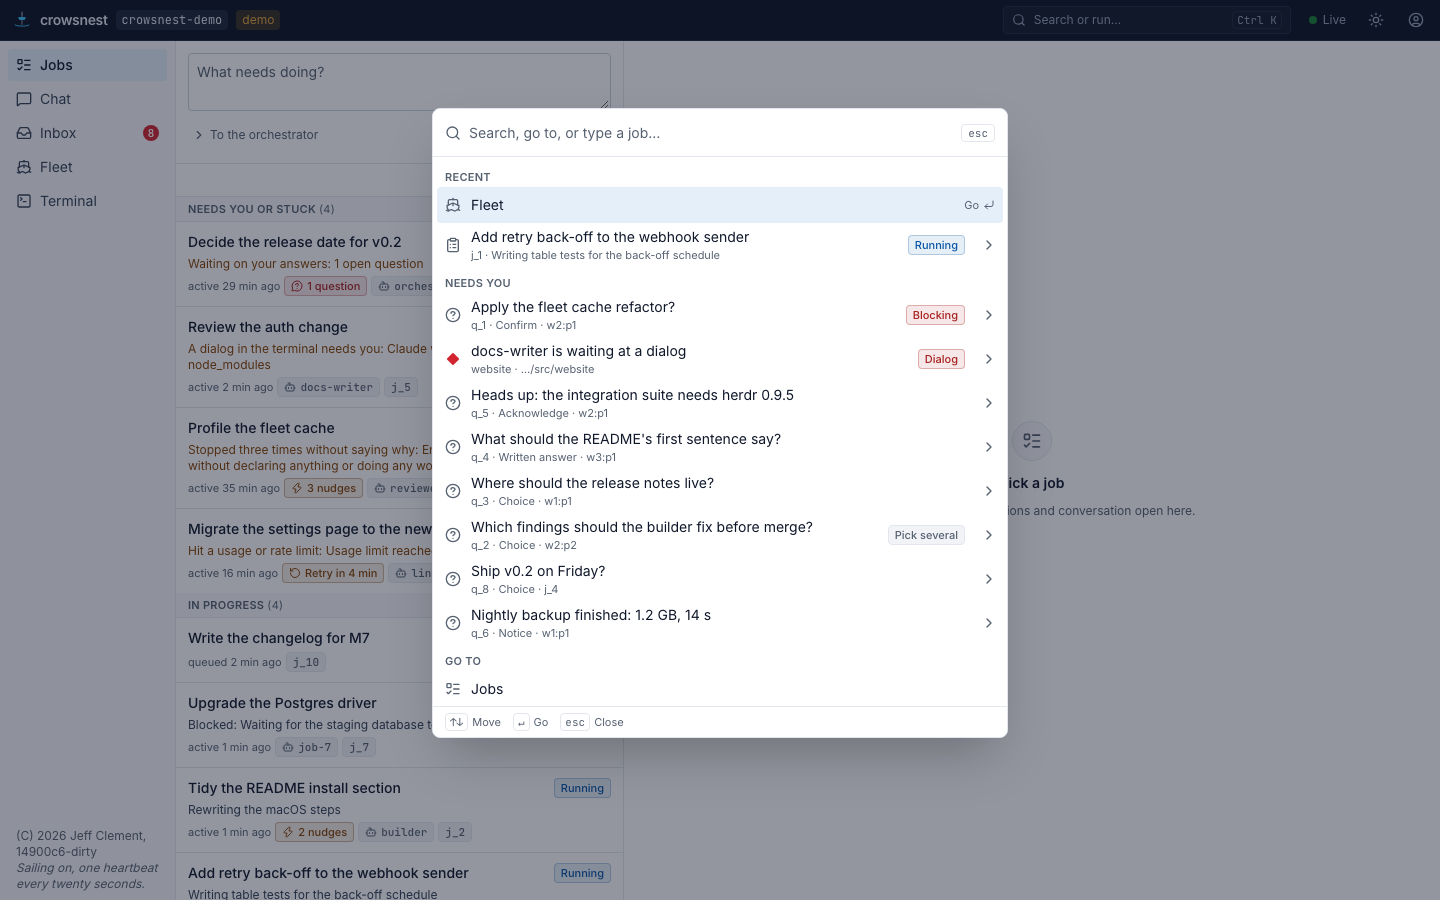 crowsnest crowsnest-demo demo Search or run... Ctrl K Live
Jobs
Chat
Inbox 8
Fleet
Terminal
(C) 2026 Jeff Clement,
14900c6-dirty
Sailing on, one heartbeat
every twenty seconds.
What needs doing?
To the orchestrator
NEEDS YOU OR STUCK (4)
Decide the release date for v0.2
Waiting on your answers: 1 open question
active 29 min ago 1 question
Review the auth change
A dialog in the terminal needs you: Claude
node_modules
active 2 min ago docs-writer j_5
Profile the fleet cache
Stopped three times without saying why:
without declaring anything or doing any
active 35 min ago 3 nudges
Migrate the settings page to the new
Hit a usage or rate limit: Usage limit
active 16 min ago Retry in 4 min
IN PROGRESS (4)
Write the changelog for M7
queued 2 min ago j_10
Upgrade the Postgres driver
Blocked: Waiting for the staging database
active 1 min ago job-7 j_7
Tidy the README install section Running
Rewriting the macOS steps
active 1 min ago 2 nudges builder j_2
Add retry back-off to the webhook sender Running
Writing table tests for the back-off schedule
Search, go to, or type a job... esc
RECENT
Fleet Go
Add retry back-off to the webhook sender Running
j_1 · Writing table tests for the back-off schedule
NEEDS YOU
Apply the fleet cache refactor? Blocking
q_1 · Confirm · w2:p1
docs-writer is waiting at a dialog Dialog
website · .../src/website
Heads up: the integration suite needs herdr 0.9.5
q_5 · Acknowledge · w2:p1
What should the README's first sentence say?
q_4 · Written answer · w3:p1
Where should the release notes live?
q_3 · Choice · w1:p1
Which findings should the builder fix before merge? Pick several
q_2 · Choice · w2:p2
Ship v0.2 on Friday?
q_8 · Choice · j_4
Nightly backup finished: 1.2 GB, 14 s
q_6 · Notice · w1:p1
GO TO
Jobs
↑↓ Move ↵ Go esc Close
a job
and conversation open here.